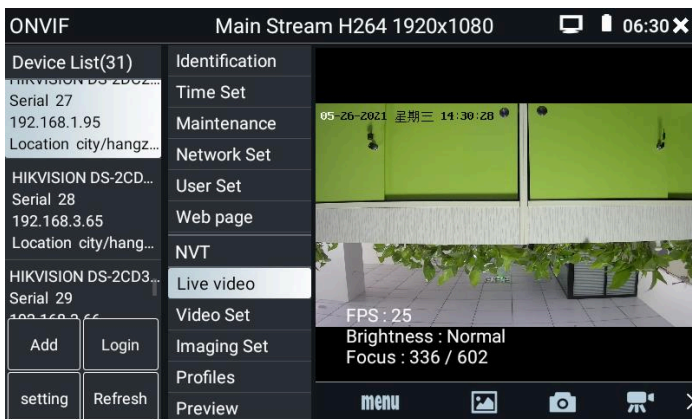 ONVIF
Main Stream H264 1920x1080
06:30
Device List(31)
Serial 27
192.168.1.95
Location city/hangz...
HIKVISION DS-2CD...
Serial 28
192.168.3.65
Location city/hang...
HIKVISION DS-2CD3...
Serial 29
Add
Login
setting
Refresh
Identification
Time Set
Maintenance
Network Set
User Set
Web page
NVT
Live video
Video Set
Imaging Set
Profiles
Preview
05-26-2021 星期三 14:30:28
FPS : 25
Brightness : Normal
Focus : 336 / 602
menu